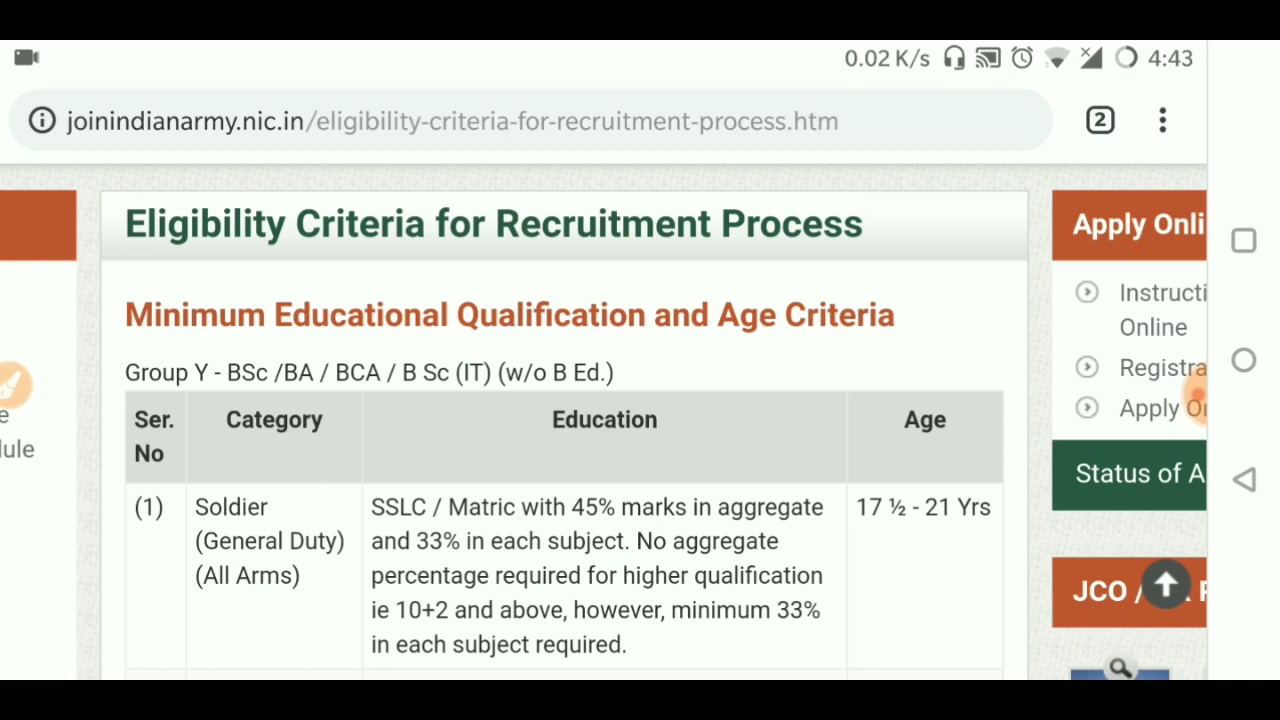 0.02 K/s 4:43
joinindianarmy.nic.in/eligibility-criteria-for-recruitment-process.htm
2
Eligibility Criteria for Recruitment Process
Minimum Educational Qualification and Age Criteria
Group Y - BSc /BA / BCA / B Sc (IT) (w/o B Ed.)
Ser. No
Category
Education
Age
(1)
Soldier
(General Duty)
(All Arms)
SSLC / Matric with 45% marks in aggregate
and 33% in each subject. No aggregate
percentage required for higher qualification
ie 10+2 and above, however, minimum 33%
in each subject required.
17 ½ - 21 Yrs
Apply Onli
Instructi
Online
Registra
Apply O
Status of A
JCO /
e
lule